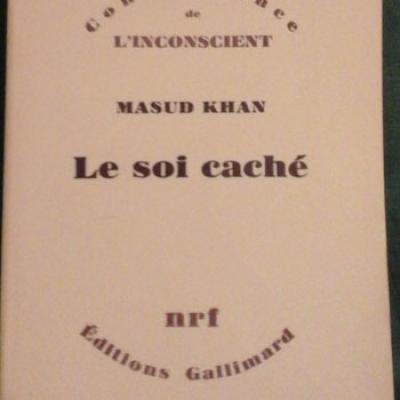 de
L'INCONSCIENT
MASUD KHAN
Le soi caché
nrf
Éditions Gallimard